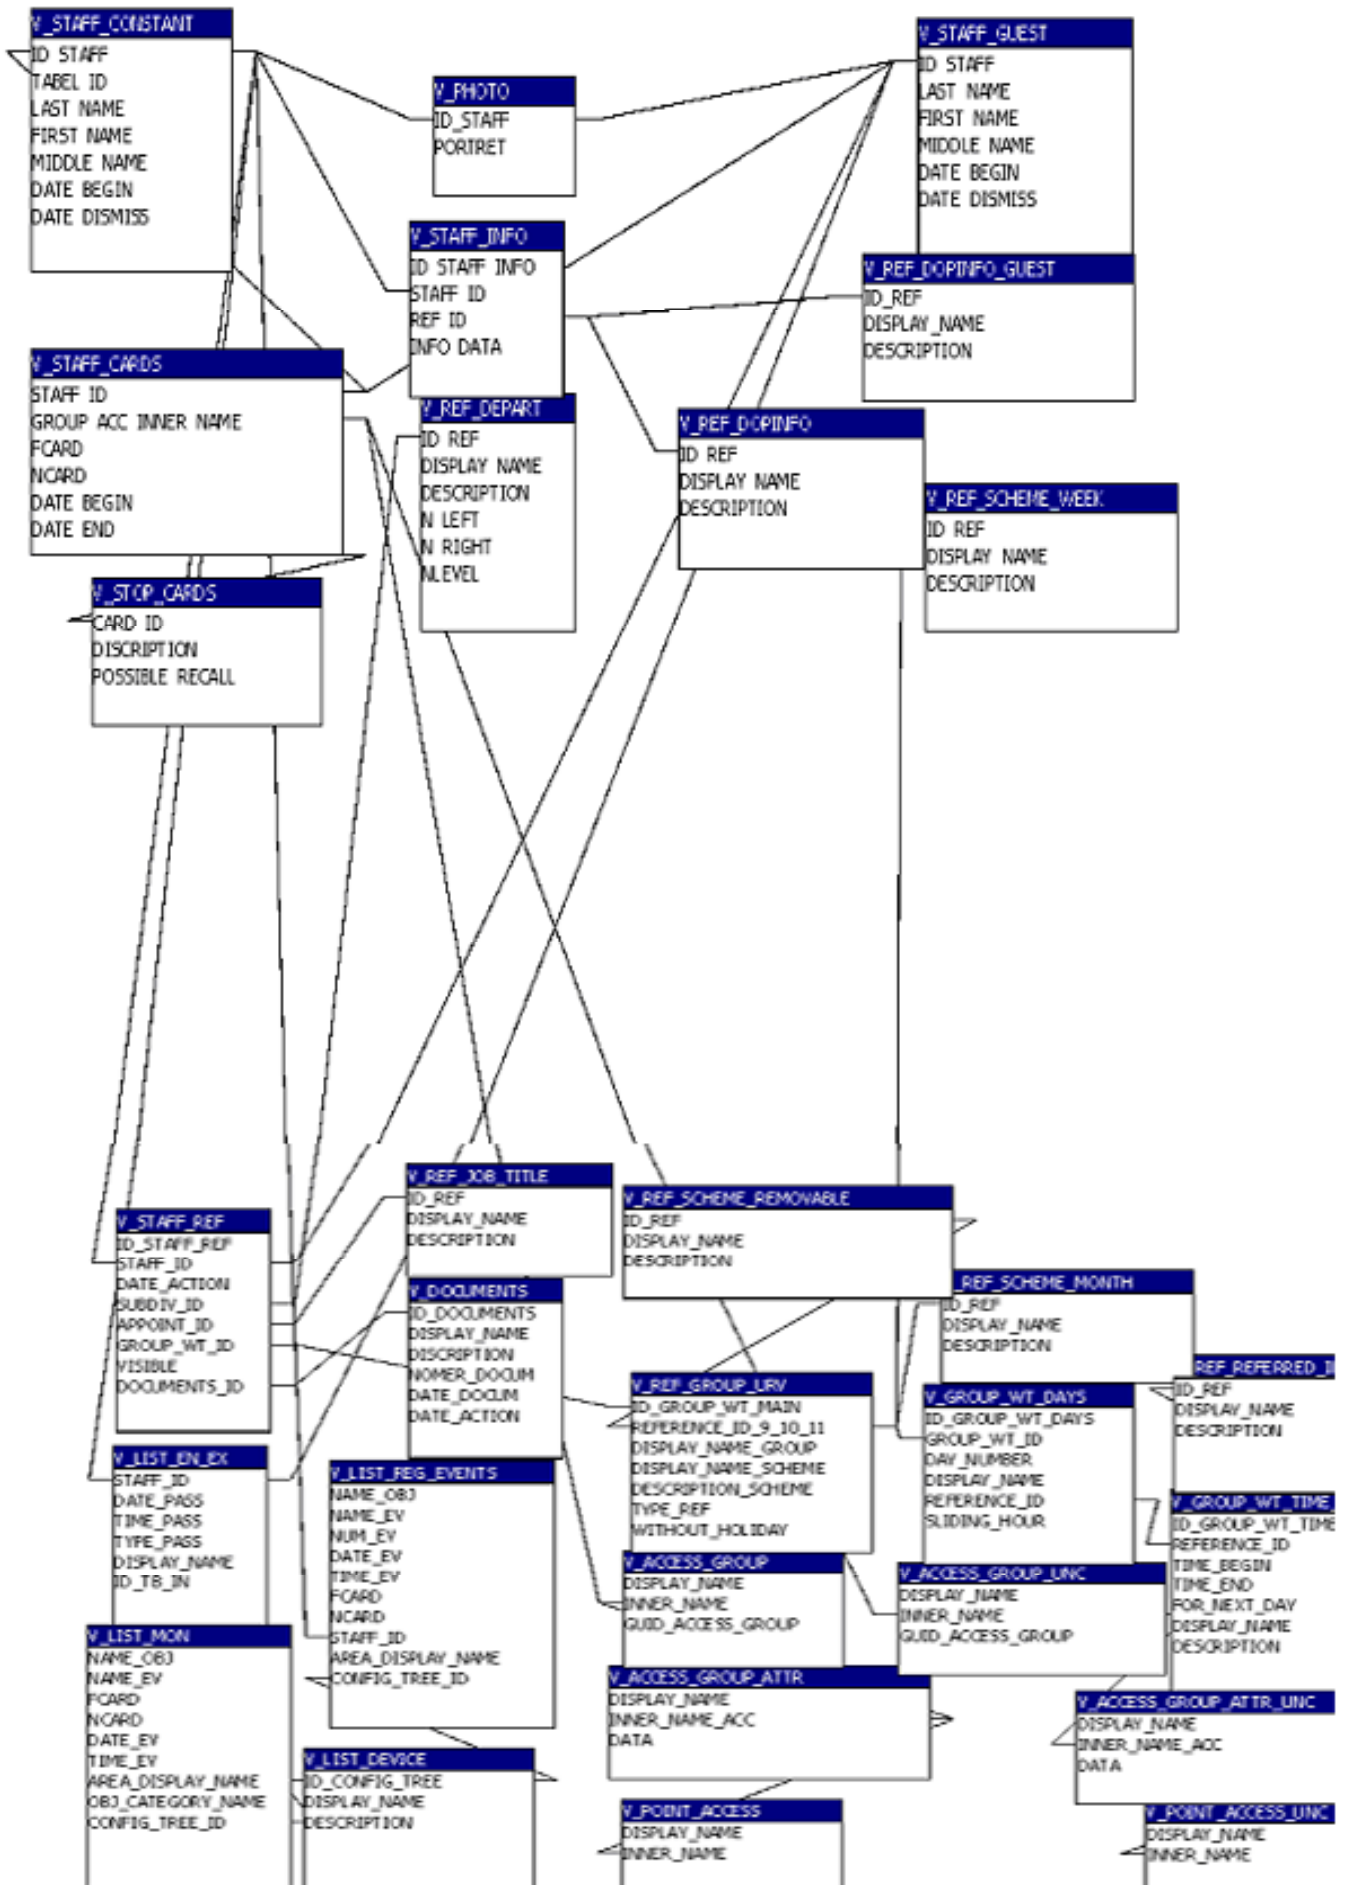 V_STAFF_CONSTANT
ID STAFF
TABEL ID
LAST NAME
FIRST NAME
MIDDLE NAME
DATE BEGIN
DATE DISMISS
V_PHOTO
ID_STAFF
PORTRET
V_STAFF_GUEST
ID STAFF
LAST NAME
FIRST NAME
MIDDLE NAME
DATE BEGIN
DATE DISMISS
V_STAFF_INFO
ID STAFF INFO
STAFF ID
REF ID
INFO DATA
V_REF_DOPINFO_GUEST
ID_REF
DISPLAY_NAME
DESCRIPTION
V_STAFF_CARDS
STAFF ID
GROUP ACC INNER NAME
FCARD
NCARD
DATE BEGIN
DATE END
V_REF_DEPART
ID REF
DISPLAY NAME
DESCRIPTION
N LEFT
N RIGHT
NLEVEL
V_REF_DOPINFO
ID REF
DISPLAY NAME
DESCRIPTION
V_REF_SCHEME_WEEK
ID REF
DISPLAY NAME
DESCRIPTION
V_STOP_CARDS
CARD ID
DISCRIPTION
POSSIBLE RECALL
V_REF_JOB_TITLE
ID_REF
DISPLAY_NAME
DESCRIPTION
V_REF_SCHEME_REMOVABLE
ID_REF
DISPLAY_NAME
DESCRIPTION
V_STAFF_REF
ID_STAFF_REF
STAFF_ID
DATE_ACTION
SUBDIV_ID
APPOINT_ID
GROUP_WT_ID
VISIBLE
DOCUMENTS_ID
V_DOCUMENTS
ID_DOCUMENTS
DISPLAY_NAME
DISCRIPTION
NOMER_DOCUM
DATE_DOCUM
DATE_ACTION
_REF_SCHEME_MONTH
ID_REF
DISPLAY_NAME
DESCRIPTION
REF_REFERRED_I
ID_REF
DISPLAY_NAME
DESCRIPTION
V_REF_GROUP_URV
ID_GROUP_WT_MAIN
REFERENCE_ID_9_10_11
DISPLAY_NAME_GROUP
DISPLAY_NAME_SCHEME
DESCRIPTION_SCHEME
TYPE_REF
WITHOUT_HOLIDAY
V_GROUP_WT_DAYS
ID_GROUP_WT_DAYS
GROUP_WT_ID
DAY_NUMBER
DISPLAY_NAME
REFERENCE_ID
SLIDING_HOUR
V_LIST_EN_EX
STAFF_ID
DATE_PASS
TIME_PASS
TYPE_PASS
DISPLAY_NAME
ID_TB_IN
V_LIST_REG_EVENTS
NAME_OBJ
NAME_EV
NUM_EV
DATE_EV
TIME_EV
FCARD
NCARD
STAFF_ID
AREA_DISPLAY_NAME
CONFIG_TREE_ID
V_GROUP_WT_TIME_
ID_GROUP_WT_TIME
REFERENCE_ID
TIME_BEGIN
TIME_END
FOR_NEXT_DAY
DISPLAY_NAME
DESCRIPTION
V_ACCESS_GROUP
DISPLAY_NAME
INNER_NAME
GUID_ACCESS_GROUP
V_ACCESS_GROUP_UNC
DISPLAY_NAME
INNER_NAME
GUID_ACCESS_GROUP
V_LIST_MON
NAME_OBJ
NAME_EV
FCARD
NCARD
DATE_EV
TIME_EV
AREA_DISPLAY_NAME
OBJ_CATEGORY_NAME
CONFIG_TREE_ID
V_ACCESS_GROUP_ATTR
DISPLAY_NAME
INNER_NAME_ACC
DATA
V_ACCESS_GROUP_ATTR_UNC
DISPLAY_NAME
INNER_NAME_ACC
DATA
V_LIST_DEVICE
ID_CONFIG_TREE
DISPLAY_NAME
DESCRIPTION
V_POINT_ACCESS
DISPLAY_NAME
INNER_NAME
V_POINT_ACCESS_UNC
DISPLAY_NAME
INNER_NAME